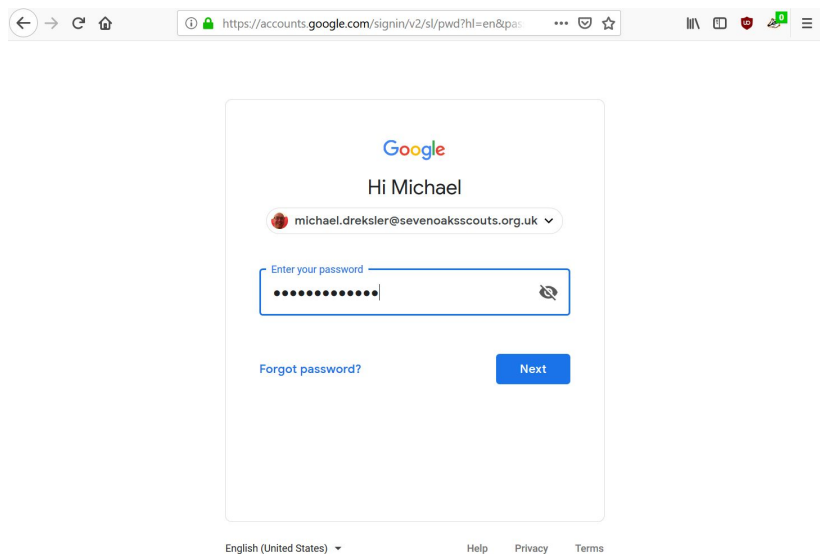 https://accounts.google.com/signin/v2/sl/pwd?hl=en&pas
0
Google
Hi Michael
michael.dreksler@sevenoaksscouts.org.uk
Enter your password
•••••••••••••
Forgot password?
Next
English (United States)
Help Privacy Terms